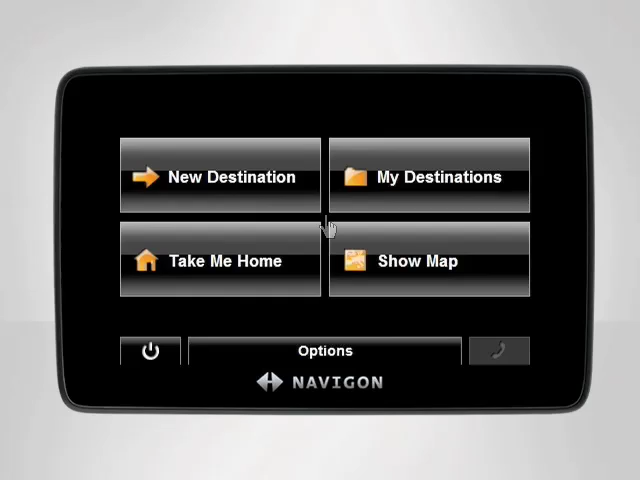 New Destination
My Destinations
Take Me Home
Show Map
Options
NAVIGON